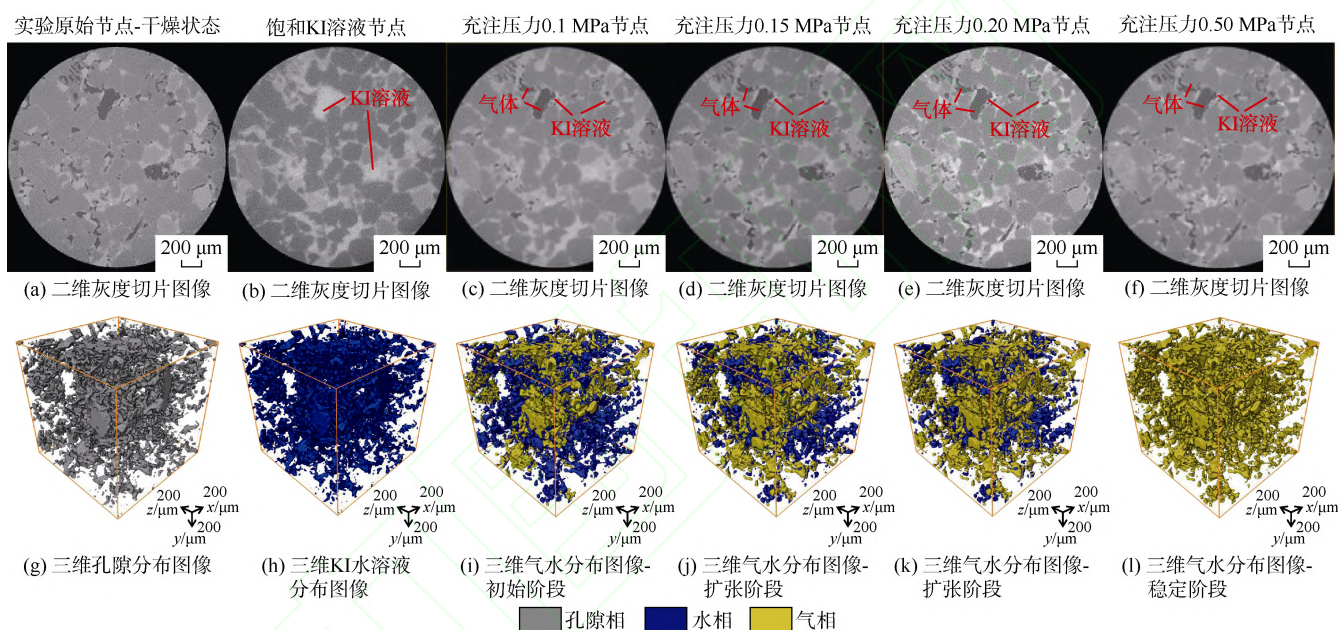 实验原始节点-干燥状态
饱和KI溶液节点
充注压力0.1 MPa节点
充注压力0.15 MPa节点
充注压力0.20 MPa节点
充注压力0.50 MPa节点
KI溶液
气体
KI溶液
气体
KI溶液
气体
KI溶液
气体
KI溶液
200 μm
200 μm
200 μm
200 μm
200 μm
200 μm
(a) 二维灰度切片图像
(b) 二维灰度切片图像
(c) 二维灰度切片图像
(d) 二维灰度切片图像
(e) 二维灰度切片图像
(f) 二维灰度切片图像
200
200
z/μm
x/μm
200
y/μm
200
200
z/μm
x/μm
200
y/μm
200
200
z/μm
x/μm
200
y/μm
200
200
z/μm
x/μm
200
y/μm
200
200
z/μm
x/μm
200
y/μm
200
200
z/μm
x/μm
200
y/μm
(g) 三维孔隙分布图像
(h) 三维KI水溶液
分布图像
(i) 三维气水分布图像-
初始阶段
(j) 三维气水分布图像-
扩张阶段
(k) 三维气水分布图像-
扩张阶段
(l) 三维气水分布图像-
稳定阶段
孔隙相
水相
气相